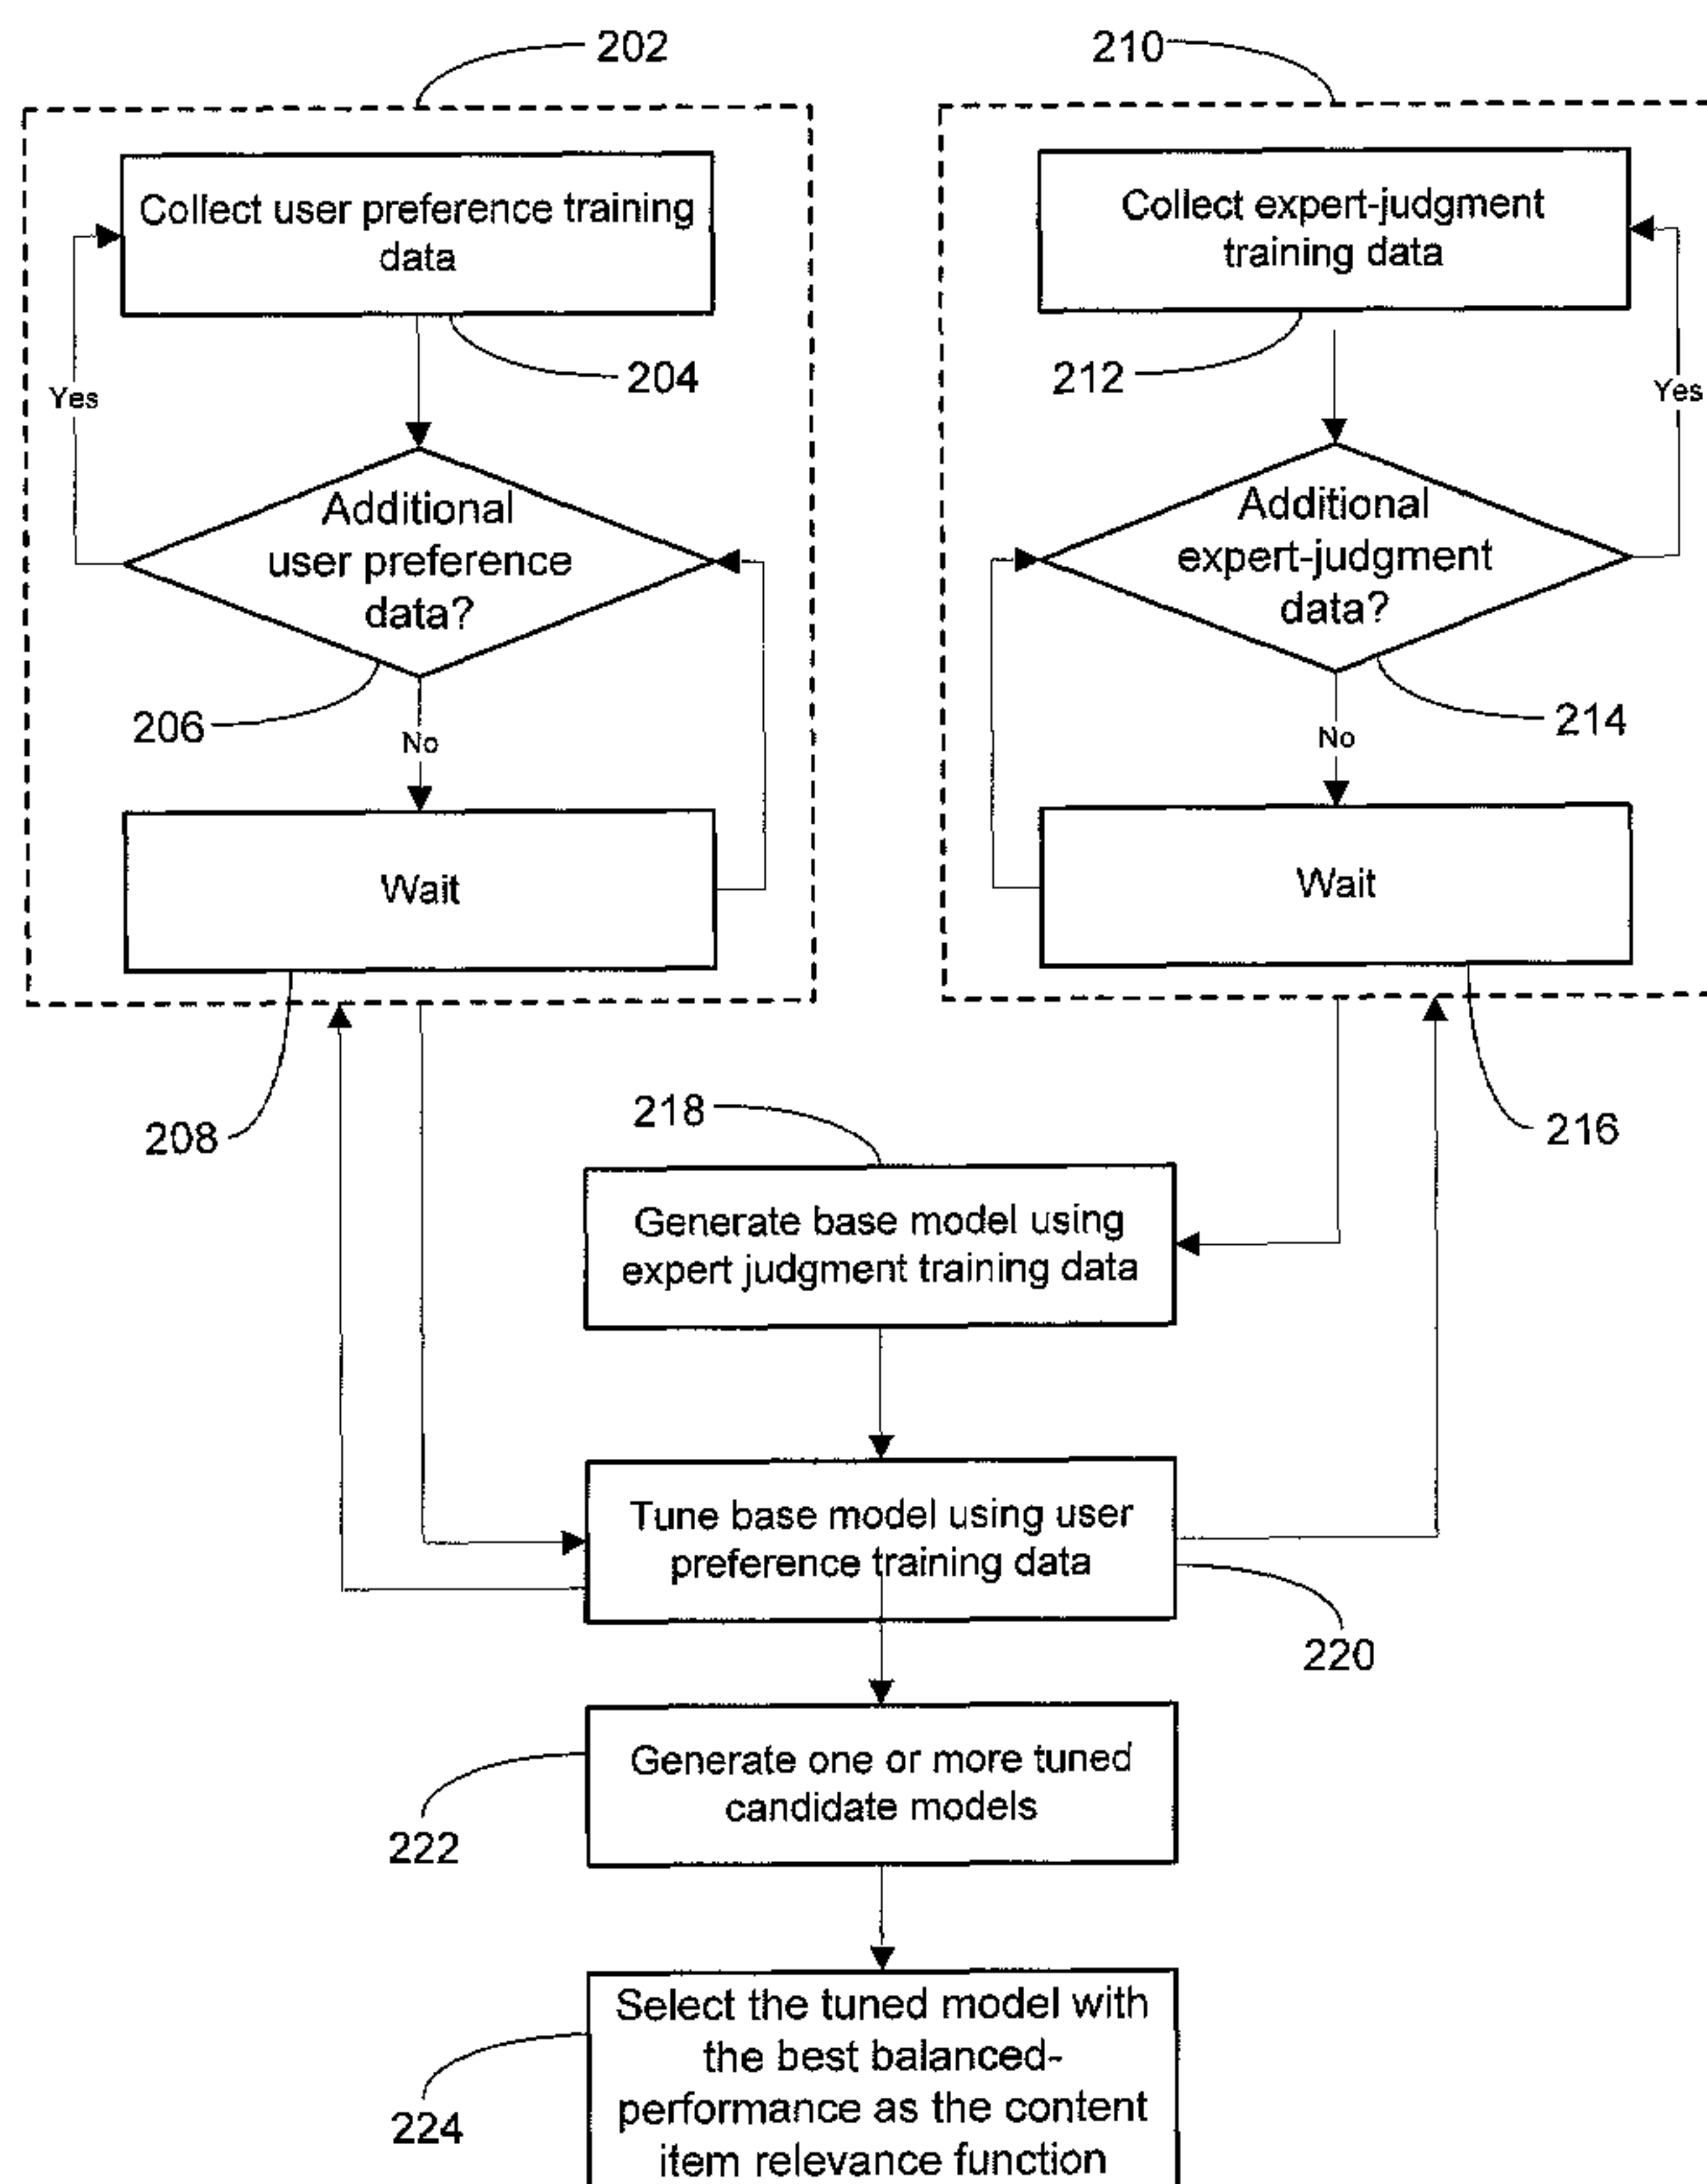 202
210
Collect user preference training
data
Collect expert-judgment
training data
204
212
Yes
Yes
Additional
user preference
data?
Additional
expert-judgment
data?
206
No
214
No
Wait
Wait
208
218
216
Generate base model using
expert judgment training data
Tune base model using user
preference training data
220
Generate one or more tuned
candidate models
222
Select the tuned model with
the best balanced-
performance as the content
item relevance function
224